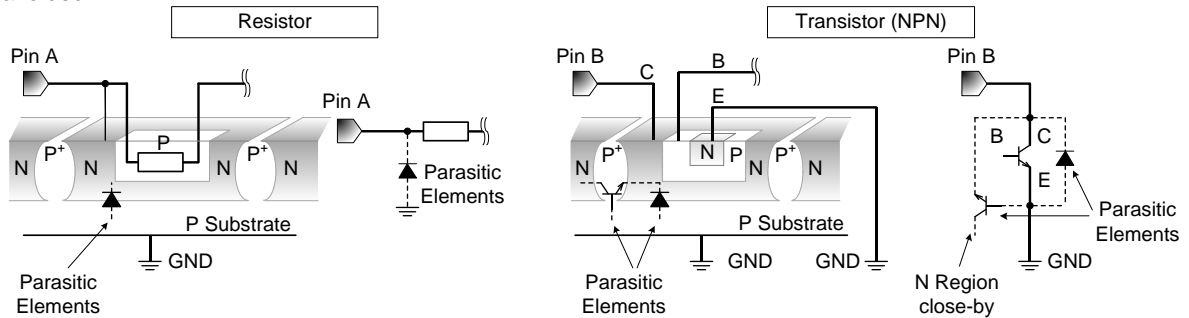 Resistor
Transistor (NPN)
Pin A
Pin A
Parasitic
Elements
N
P+
N
P
N
P+
N
P Substrate
GND
Parasitic
Elements
Pin B
C
B
E
N
P+
N
N
P
N
P+
N
P Substrate
GND
GND
Parasitic
Elements
Pin B
B
C
E
Parasitic
Elements
GND
N Region
close-by